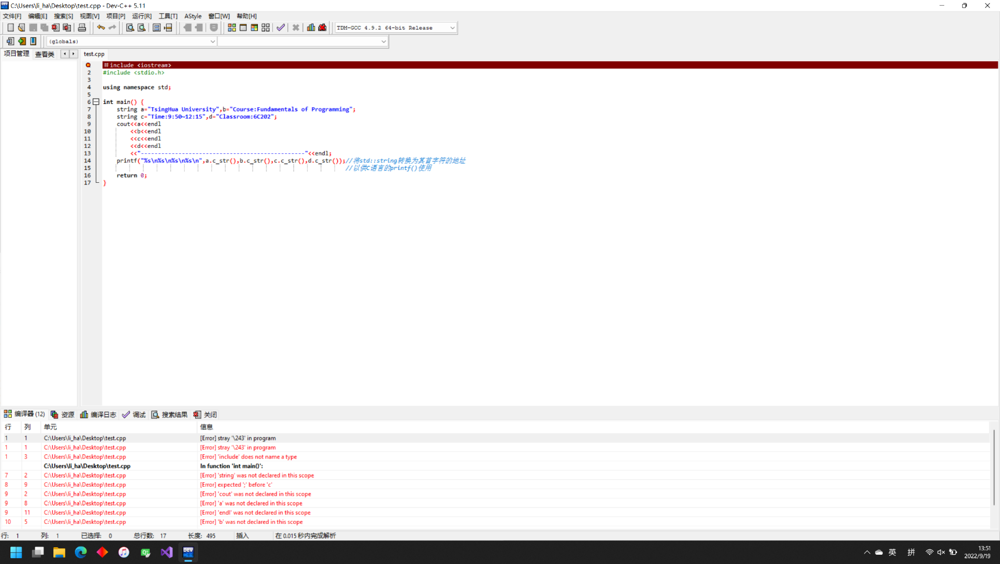 C:\Users\li_ha\Desktop\test.cpp - Dev-C++ 5.11
文件[F] 编辑[E] 搜索[S] 视图[V] 项目[P] 运行[R] 工具[T] AStyle 窗口[W] 帮助[H]
TDM-GCC 4.9.2 64-bit Release
(globals)
项目管理 查看类 test.cpp
＃include <iostream>
2 #include <stdio.h>
3
4 using namespace std;
5
6 int main() {
7 string a="TsingHua University",b="Course:Fundamentals of Programming";
8 string c="Time:9:50~12:15",d="Classroom:6C202";
9 cout<<a<<endl
10 <<b<<endl
11 <<c<<endl
12 <<d<<endl
13 <<"------------------------------------------------"<<endl;
14 printf("%s\n%s\n%s\n%s\n",a.c_str(),b.c_str(),c.c_str(),d.c_str());//将std::string转换为其首字符的地址
15 //以供C语言的printf()使用
16 return 0;
17 }
编译器 (12) 资源 编译日志 调试 搜索结果 关闭
行 列 单元 信息
1 1 C:\Users\li_ha\Desktop\test.cpp [Error] stray '\243' in program
1 1 C:\Users\li_ha\Desktop\test.cpp [Error] stray '\243' in program
1 3 C:\Users\li_ha\Desktop\test.cpp [Error] 'include' does not name a type
C:\Users\li_ha\Desktop\test.cpp In function 'int main()':
7 2 C:\Users\li_ha\Desktop\test.cpp [Error] 'string' was not declared in this scope
8 9 C:\Users\li_ha\Desktop\test.cpp [Error] expected ';' before 'c'
9 2 C:\Users\li_ha\Desktop\test.cpp [Error] 'cout' was not declared in this scope
9 8 C:\Users\li_ha\Desktop\test.cpp [Error] 'a' was not declared in this scope
9 11 C:\Users\li_ha\Desktop\test.cpp [Error] 'endl' was not declared in this scope
10 5 C:\Users\li_ha\Desktop\test.cpp [Error] 'b' was not declared in this scope
行: 1 列: 1 已选择: 0 总行数: 17 长度: 495 插入 在 0.015 秒内完成解析
DEV
Qt
英 拼 13:51
2022/9/19